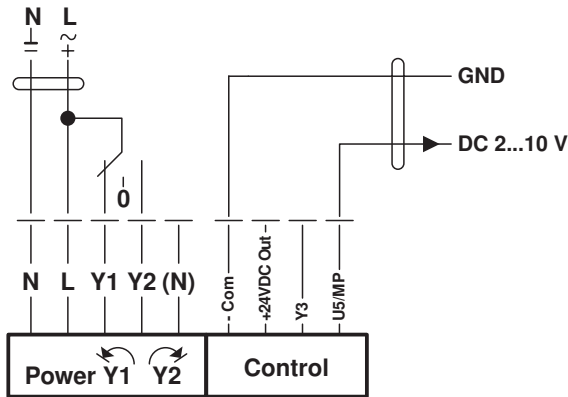 N L
⊥ ~
= +
GND
DC 2...10 V
0
N L Y1 Y2 (N)
- Com
+24VDC Out -
Y3
U5/MP
Power Y1 Y2
Control